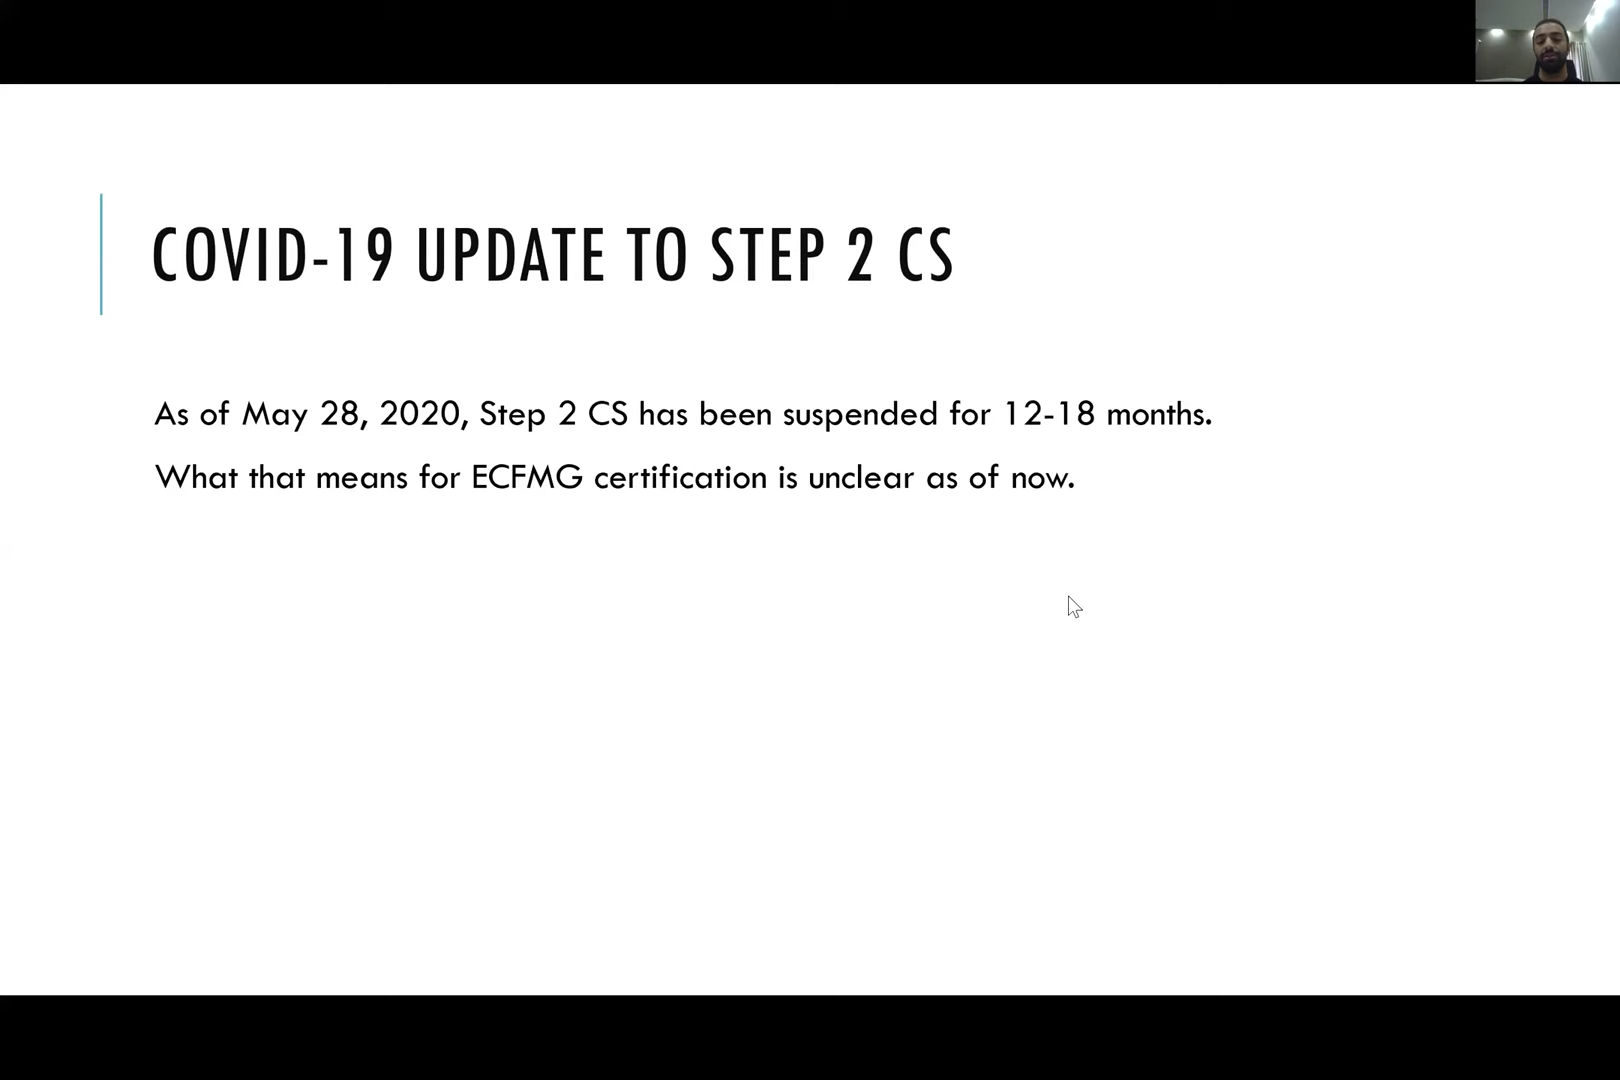 COVID-19 UPDATE TO STEP 2 CS
As of May 28, 2020, Step 2 CS has been suspended for 12-18 months.
What that means for ECFMG certification is unclear as of now.